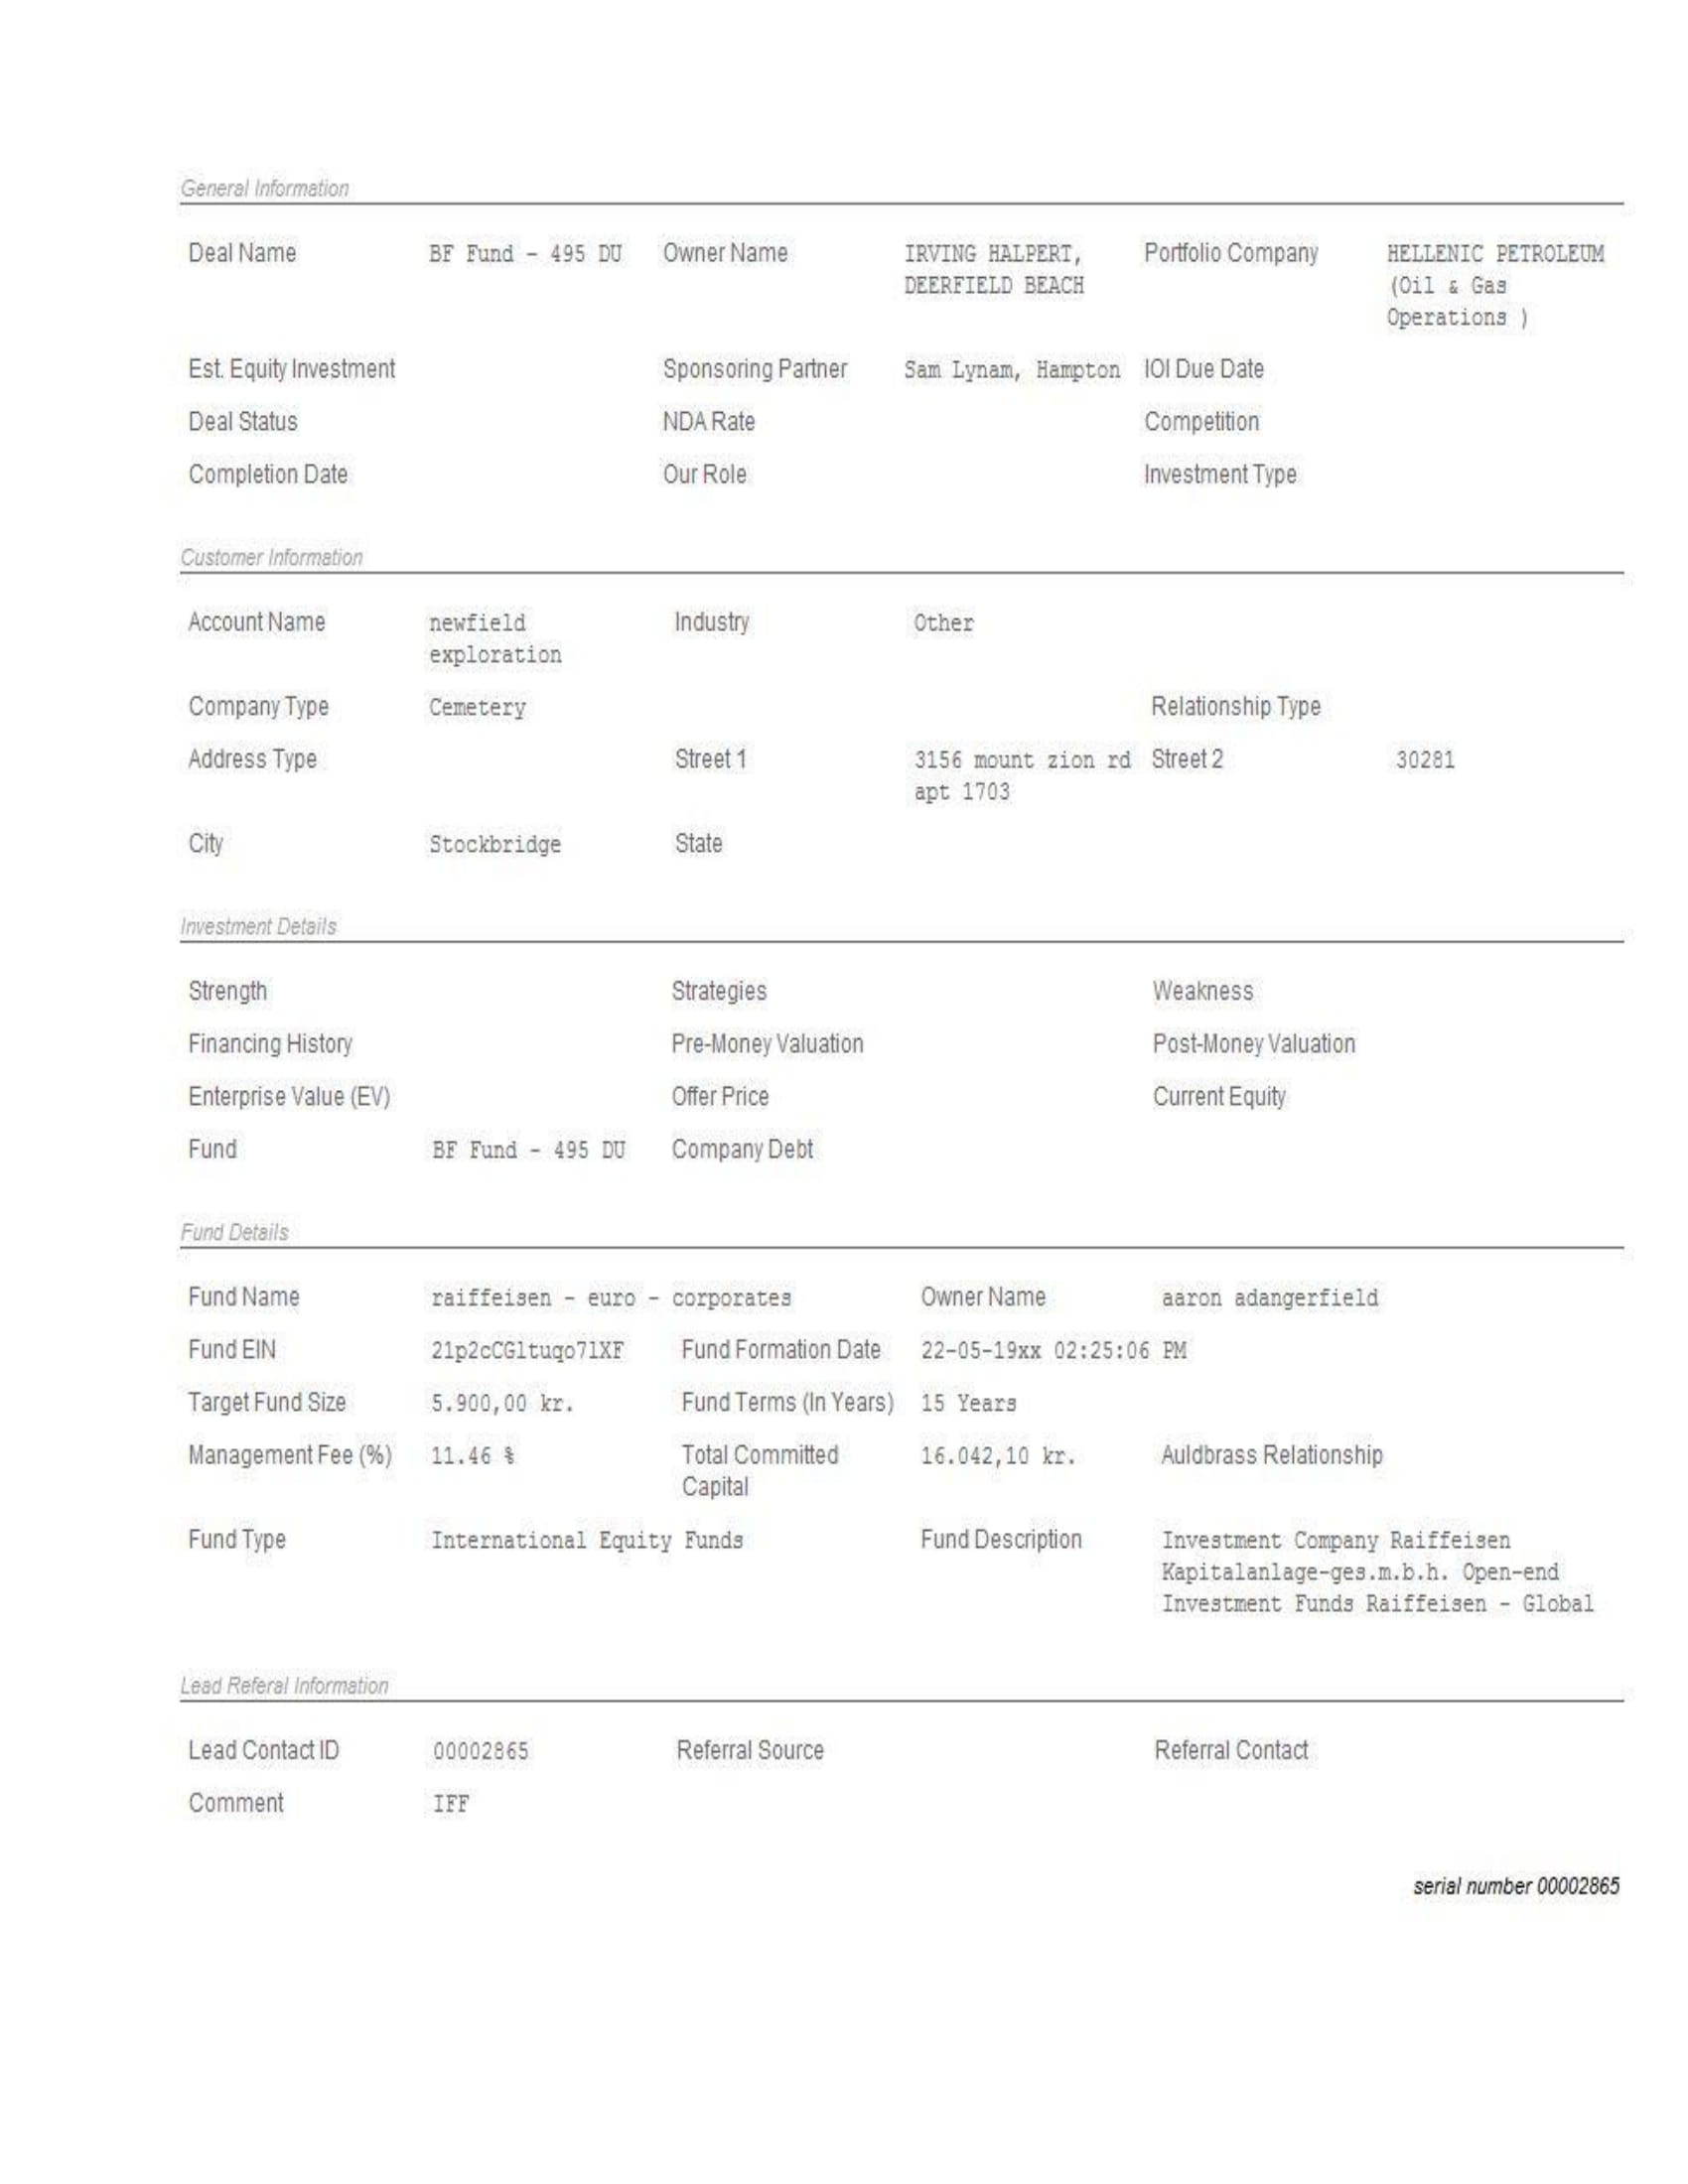 General Information
Deal Name BF Fund - 495 DU Owner Name IRVING HALPERT, Portfolio Company HELLENIC PETROLEUM
DEERFIELD BEACH (Oil & Gas
Operations )
Est. Equity Investment Sponsoring Partner Sam Lynam, Hampton IOI Due Date
Deal Status NDA Rate Competition
Completion Date Our Role Investment Type
Customer Information
Account Name newfield Industry Other
exploration
Company Type Cemetery Relationship Type
Address Type Street 1 3156 mount zion rd Street 2 30281
apt 1703
City Stockbridge State
Investment Details
Strength Strategies Weakness
Financing History Pre-Money Valuation Post-Money Valuation
Enterprise Value (EV) Offer Price Current Equity
Fund BF Fund - 495 DU Company Debt
Fund Details
Fund Name raiffeisen - euro - corporates Owner Name aaron adangerfield
Fund EIN 21p2cCGltuqo71XF Fund Formation Date 22-05-19xx 02:25:06 PM
Target Fund Size 5.900,00 kr. Fund Terms (In Years) 15 Years
Management Fee (%) 11.46 % Total Committed 16.042,10 kr. Auldbrass Relationship
Capital
Fund Type International Equity Funds Fund Description Investment Company Raiffeisen
Kapitalanlage-ges.m.b.h. Open-end
Investment Funds Raiffeisen - Global
Lead Referal Information
Lead Contact ID 00002865 Referral Source Referral Contact
Comment IFF
serial number 00002865